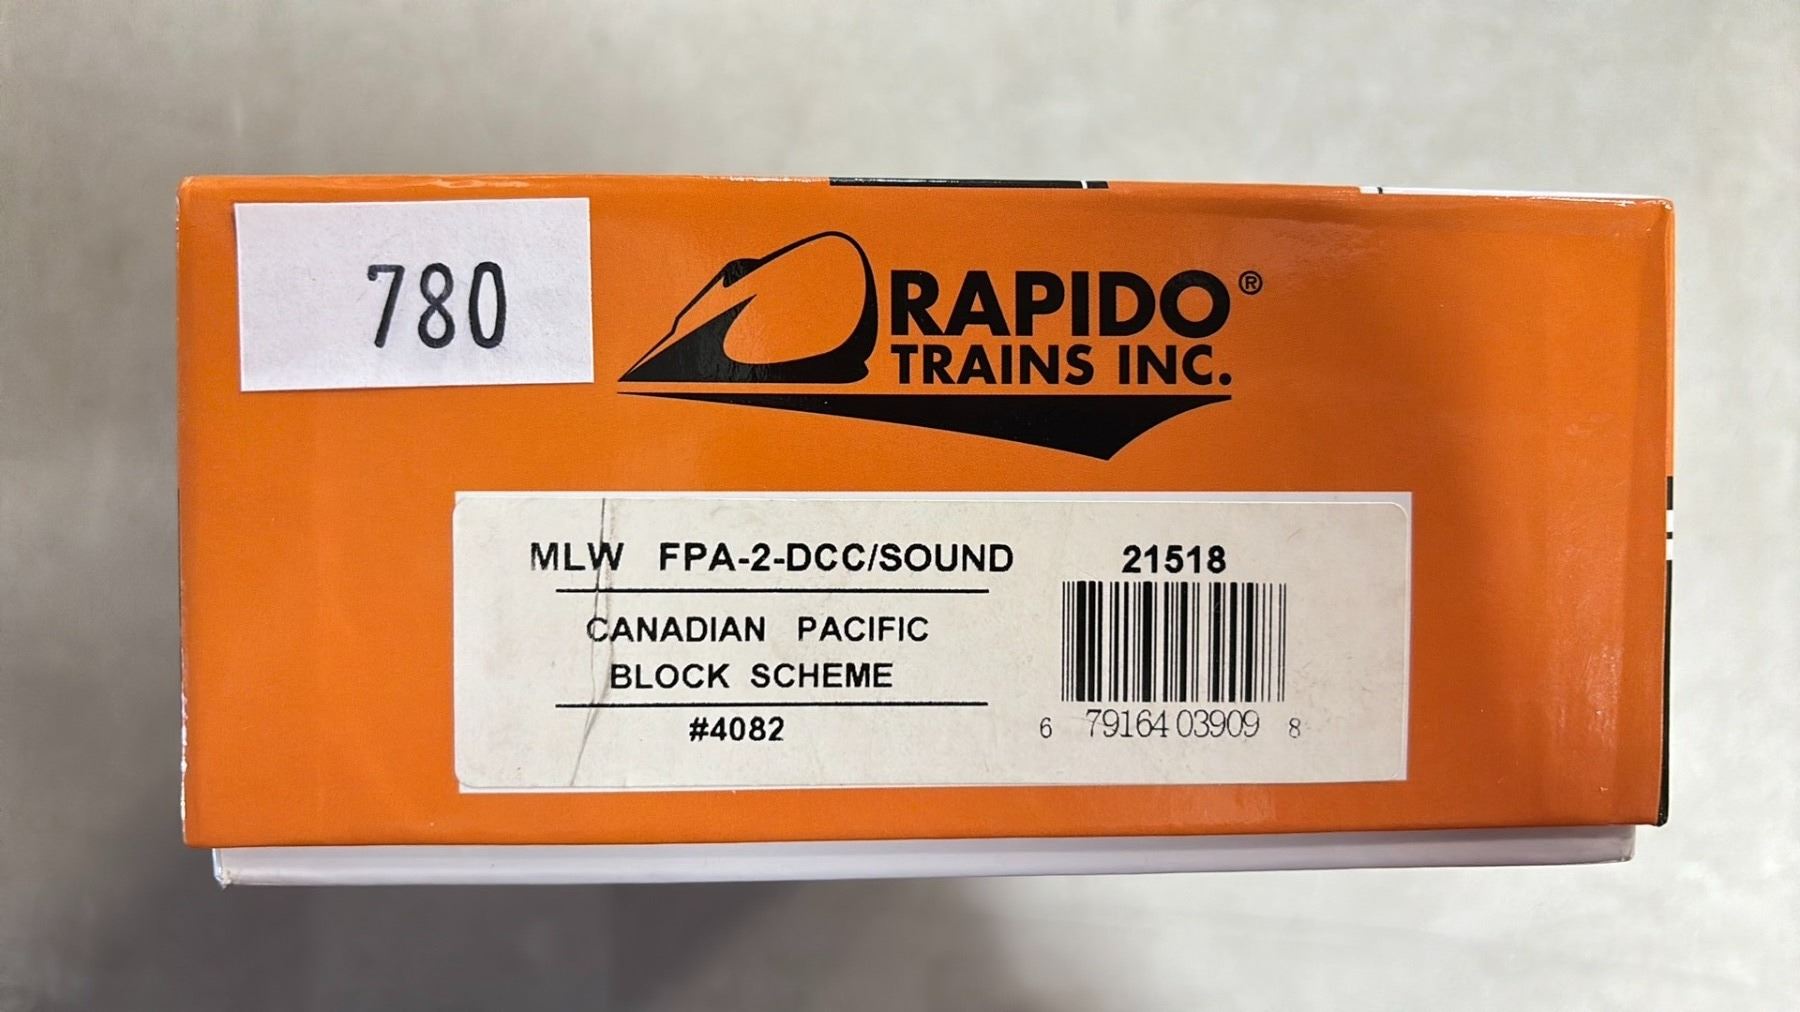 780
RAPIDO®
TRAINS INC.
MLW FPA-2-DCC/SOUND
CANADIAN PACIFIC
BLOCK SCHEME
#4082
21518
6 79164 03909 8